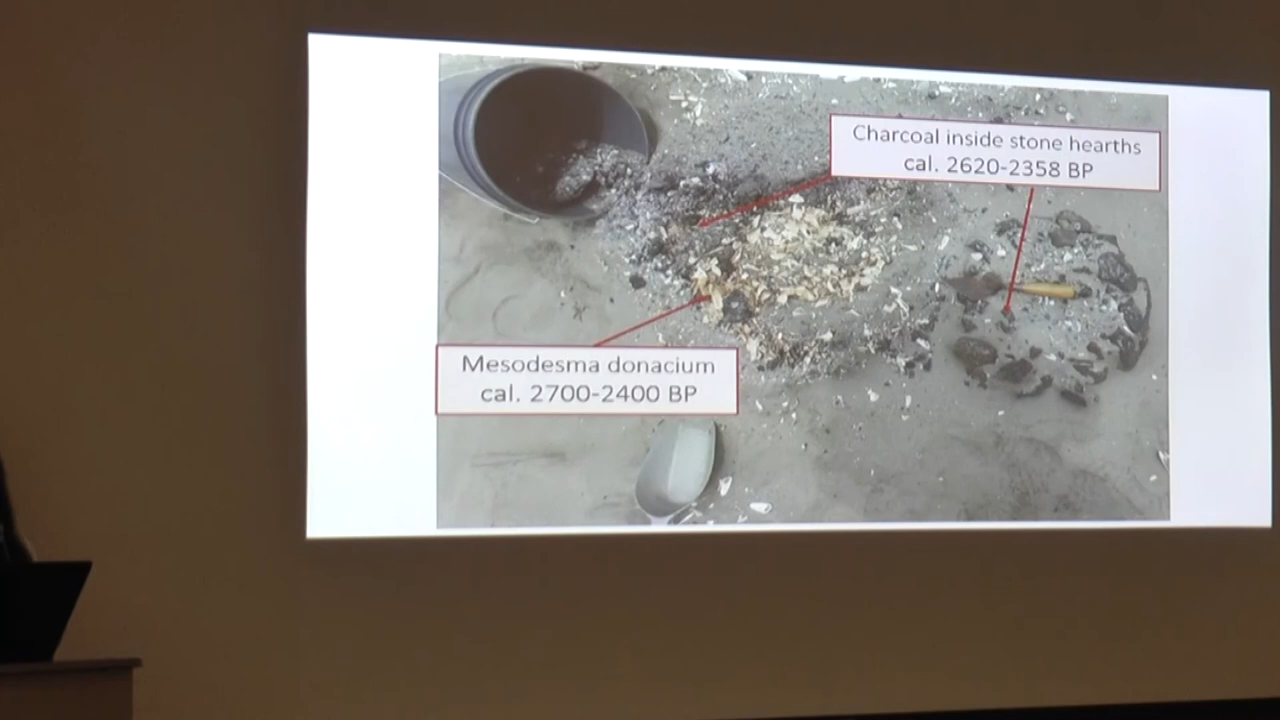 Charcoal inside stone hearths
cal. 2620-2358 BP
Mesodesma donacium
cal. 2700-2400 BP